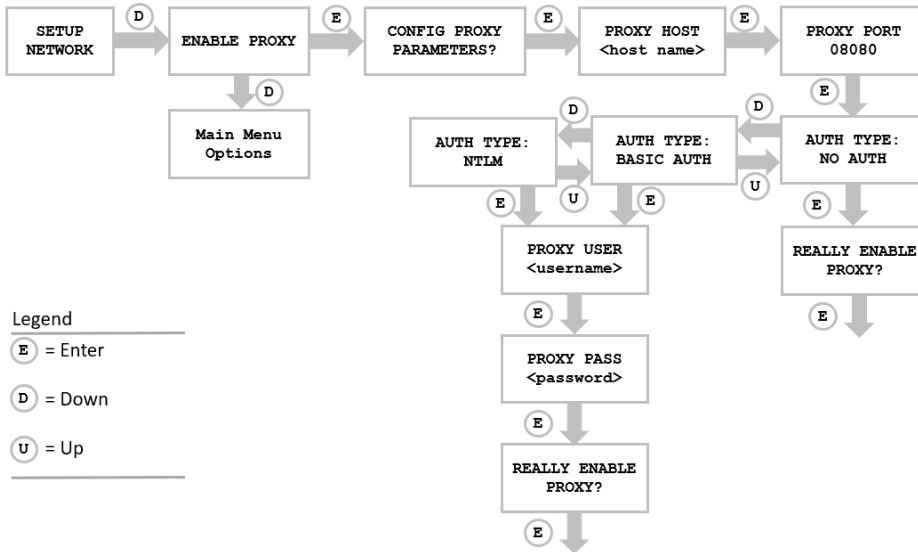 D
E
E
E
SETUP
NETWORK
ENABLE PROXY
CONFIG PROXY
PARAMETERS?
PROXY HOST
<host name>
PROXY PORT
08080
D
E
Main Menu
Options
D
D
AUTH TYPE:
NTLM
AUTH TYPE:
BASIC AUTH
AUTH TYPE:
NO AUTH
E
U
E
U
E
PROXY USER
<username>
REALLY ENABLE
PROXY?
E
E
PROXY PASS
<password>
E
REALLY ENABLE
PROXY?
E
Legend
E = Enter
D = Down
U = Up